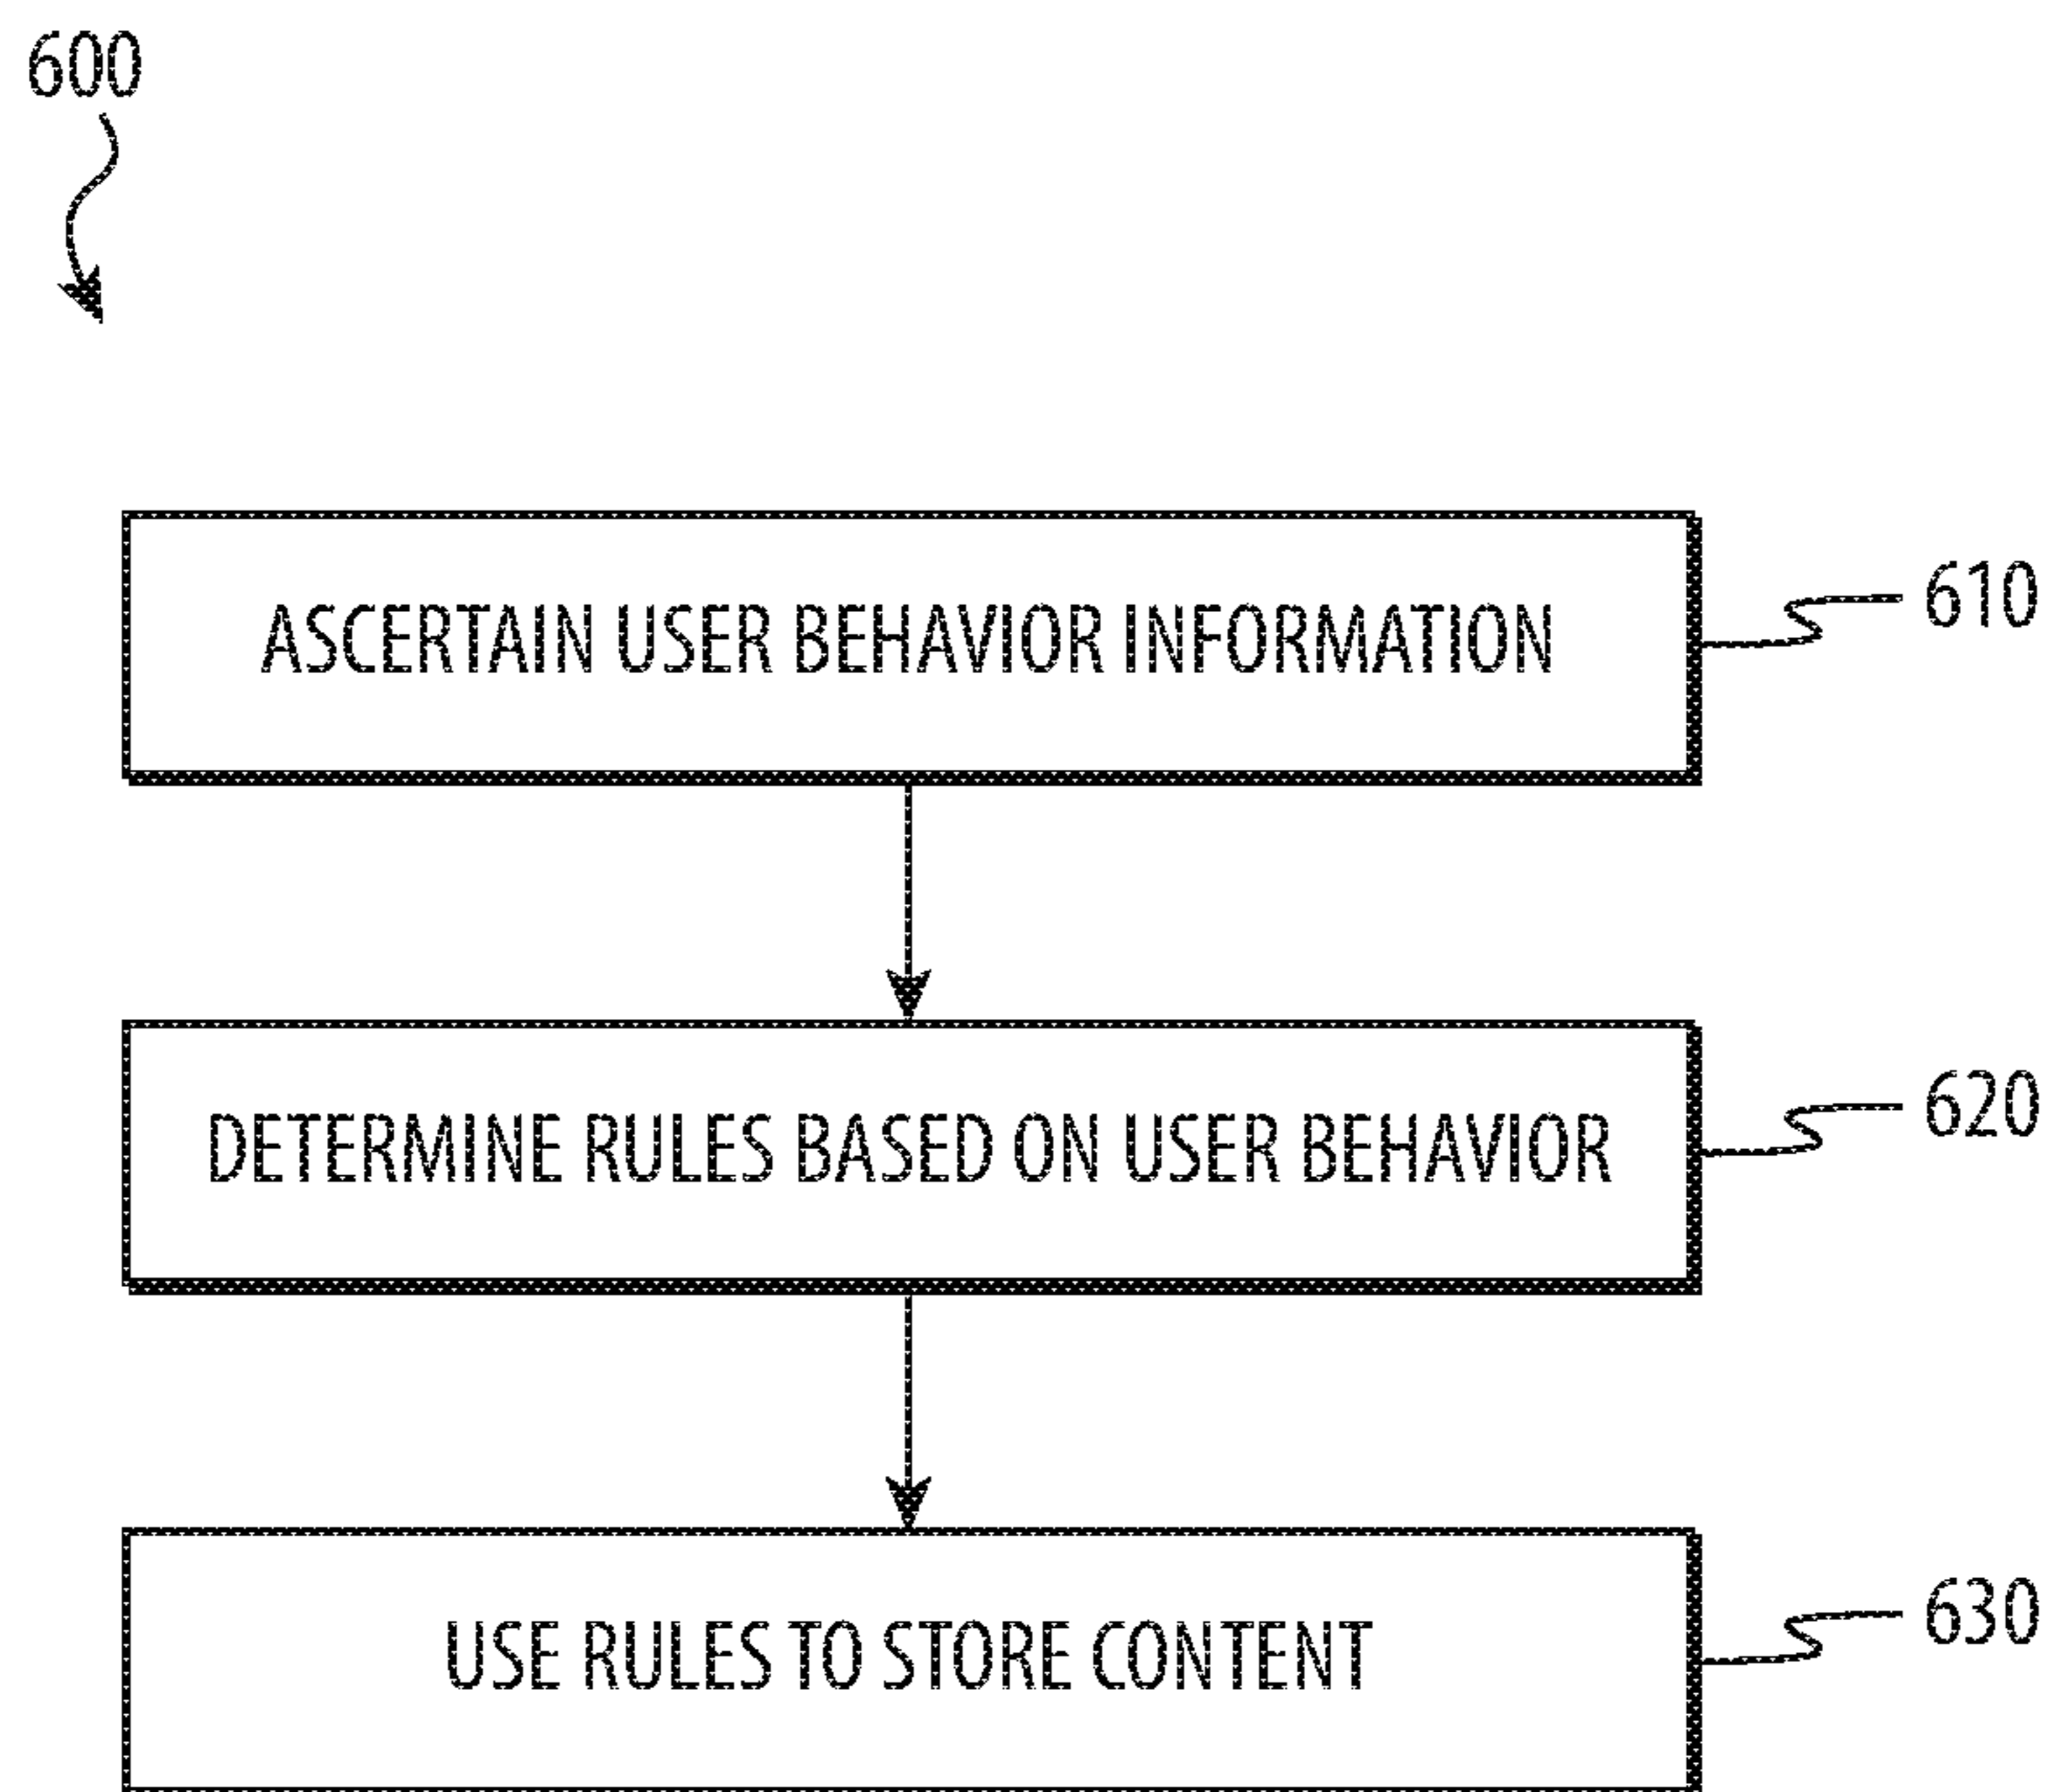 600
ASCERTAIN USER BEHAVIOR INFORMATION
610
DETERMINE RULES BASED ON USER BEHAVIOR
620
USE RULES TO STORE CONTENT
630